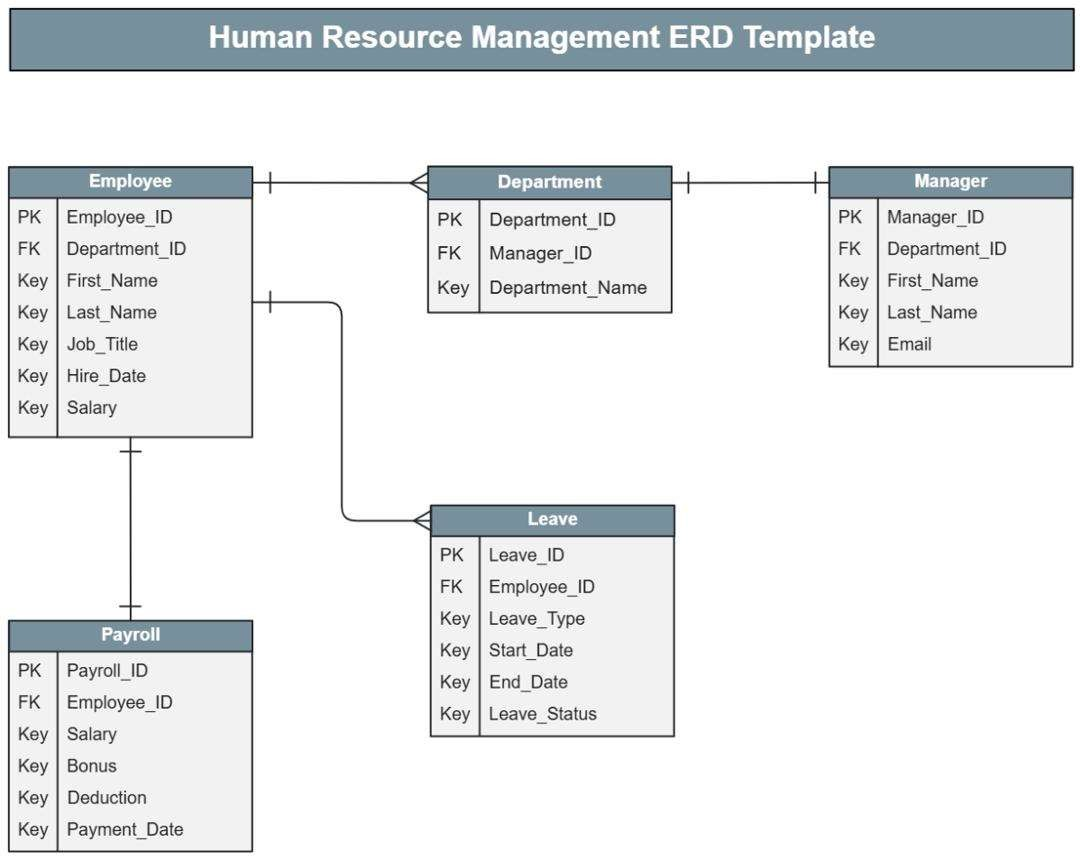 Human Resource Management ERD Template
Employee
PK Employee_ID
FK Department_ID
Key First_Name
Key Last_Name
Key Job_Title
Key Hire_Date
Key Salary
Department
PK Department_ID
FK Manager_ID
Key Department_Name
Manager
PK Manager_ID
FK Department_ID
Key First_Name
Key Last_Name
Key Email
Payroll
PK Payroll_ID
FK Employee_ID
Key Salary
Key Bonus
Key Deduction
Key Payment_Date
Leave
PK Leave_ID
FK Employee_ID
Key Leave_Type
Key Start_Date
Key End_Date
Key Leave_Status